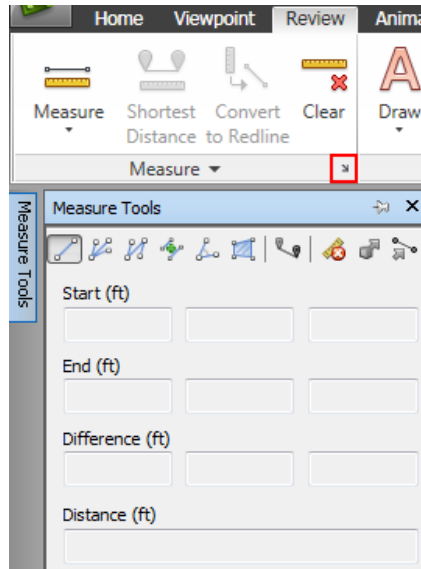 Home Viewpoint Review
Measure Shortest Distance Convert to Redline Clear Draw
Measure
Measure Tools
Measure Tools
Start (ft)
End (ft)
Difference (ft)
Distance (ft)